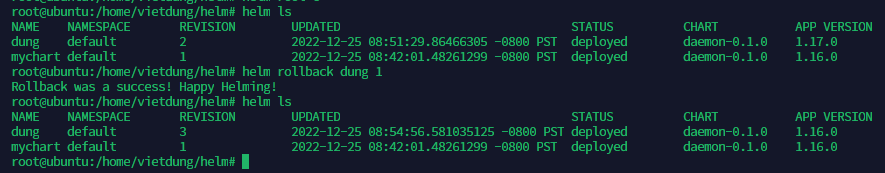 root@ubuntu:/home/vietdung/helm# helm ls
NAME NAMESPACE REVISION UPDATED STATUS CHART APP VERSION
dung default 2 2022-12-25 08:51:29.86466305 -0800 PST deployed daemon-0.1.0 1.17.0
mychart default 1 2022-12-25 08:42:01.48261299 -0800 PST deployed daemon-0.1.0 1.16.0
root@ubuntu:/home/vietdung/helm# helm rollback dung 1
Rollback was a success! Happy Helming!
root@ubuntu:/home/vietdung/helm# helm ls
NAME NAMESPACE REVISION UPDATED STATUS CHART APP VERSION
dung default 3 2022-12-25 08:54:56.581035125 -0800 PST deployed daemon-0.1.0 1.16.0
mychart default 1 2022-12-25 08:42:01.48261299 -0800 PST deployed daemon-0.1.0 1.16.0
root@ubuntu:/home/vietdung/helm#